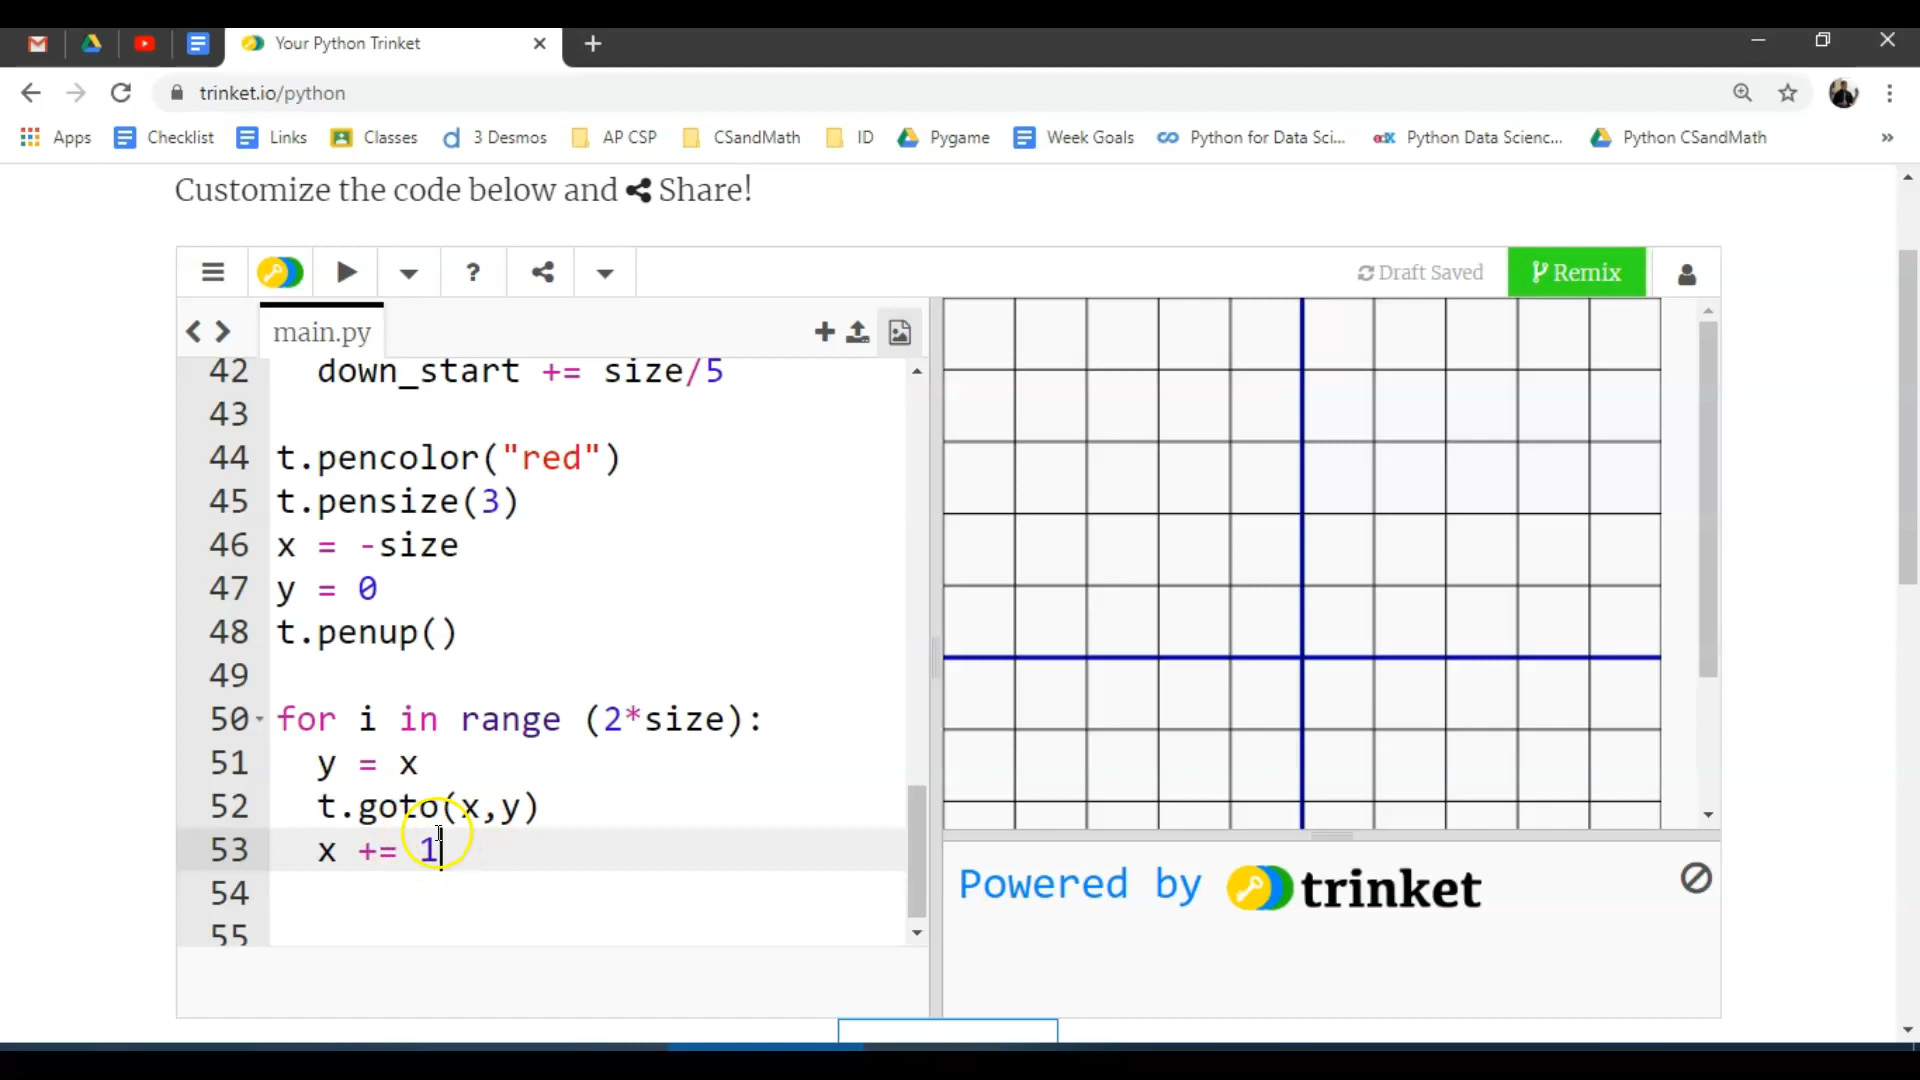 Your Python Trinket
trinket.io/python
Apps Checklist Links Classes 3 Desmos AP CSP CSandMath ID Pygame Week Goals Python for Data Sci... edX Python Data Scienc... Python CSandMath »
Customize the code below and Share!
? Draft Saved Remix
main.py
42 down_start += size/5
43
44 t.pencolor("red")
45 t.pensize(3)
46 x = -size
47 y = 0
48 t.penup()
49
50 for i in range (2*size):
51 y = x
52 t.goto(x,y)
53 x += 1
54
55
Powered by trinket